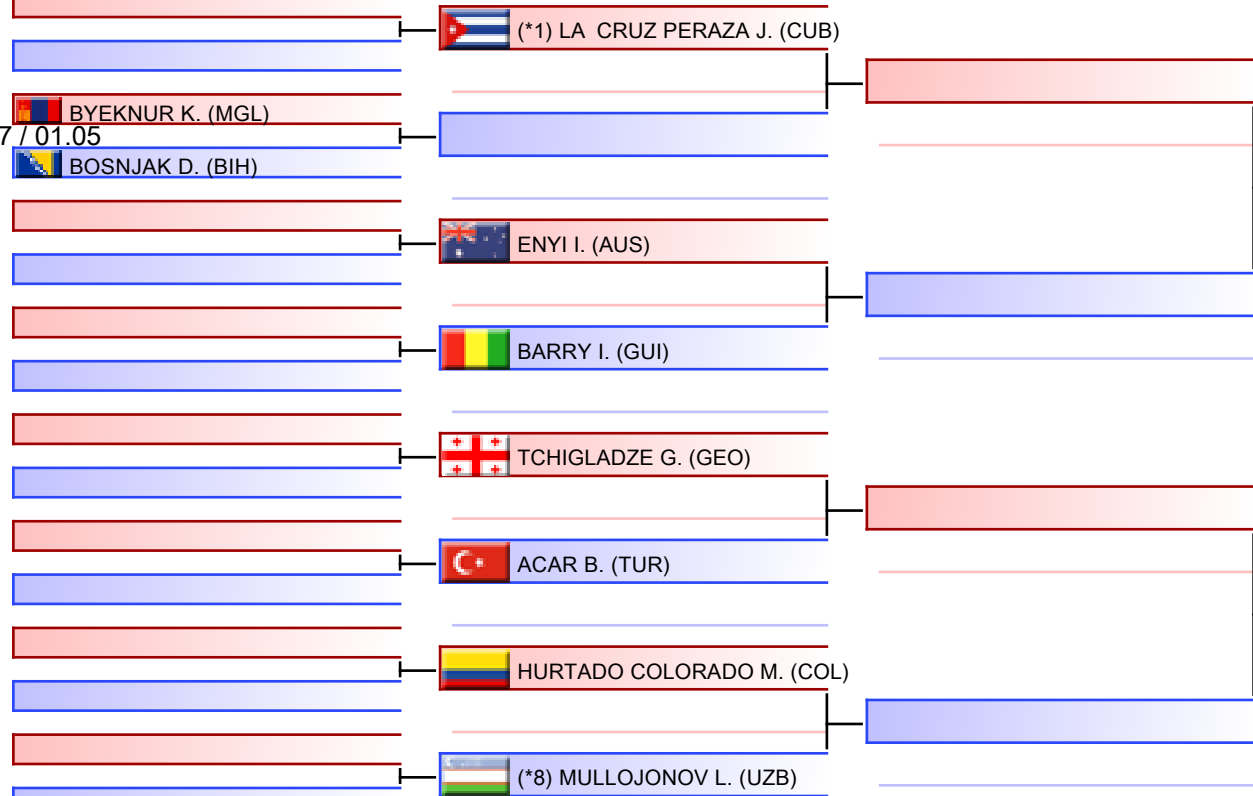 (*1) LA CRUZ PERAZA J. (CUB)
BYEKNUR K. (MGL)
7 / 01.05
BOSNJAK D. (BIH)
ENYI I. (AUS)
BARRY I. (GUI)
TCHIGLADZE G. (GEO)
ACAR B. (TUR)
HURTADO COLORADO M. (COL)
(*8) MULLOJONOV L. (UZB)